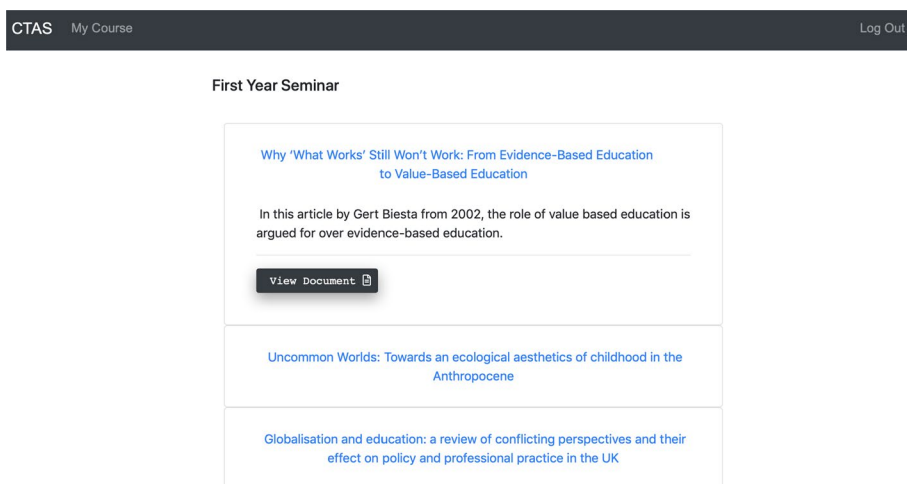 CTAS My Course Log Out
First Year Seminar
Why ‘What Works’ Still Won’t Work: From Evidence-Based Education
to Value-Based Education
In this article by Gert Biesta from 2002, the role of value based education is
argued for over evidence-based education.
View Document
Uncommon Worlds: Towards an ecological aesthetics of childhood in the
Anthropocene
Globalisation and education: a review of conflicting perspectives and their
effect on policy and professional practice in the UK